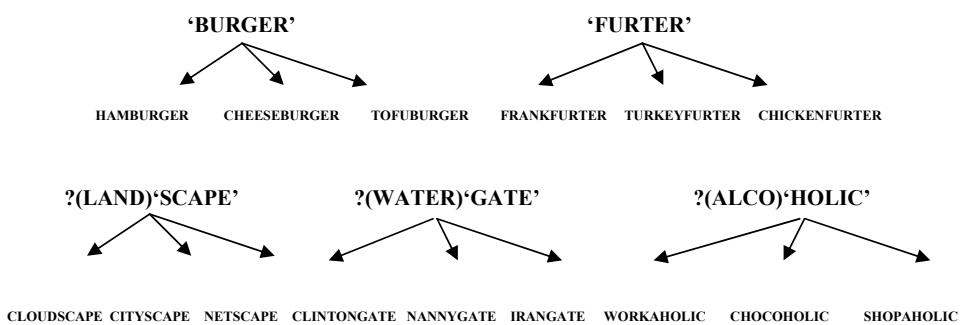 ‘BURGER’ ‘FURTER’
HAMBURGER CHEESEBURGER TOFUBURGER FRANKFURTER TURKEYFURTER CHICKENFURTER
?(LAND)‘SCAPE’ ?(WATER)‘GATE’ ?(ALCO)‘HOLIC’
CLOUDSCAPE CITYSCAPE NETSCAPE CLINTONGATE NANNYGATE IRANGATE WORKAHOLIC CHOCOHOLIC SHOPAHOLIC